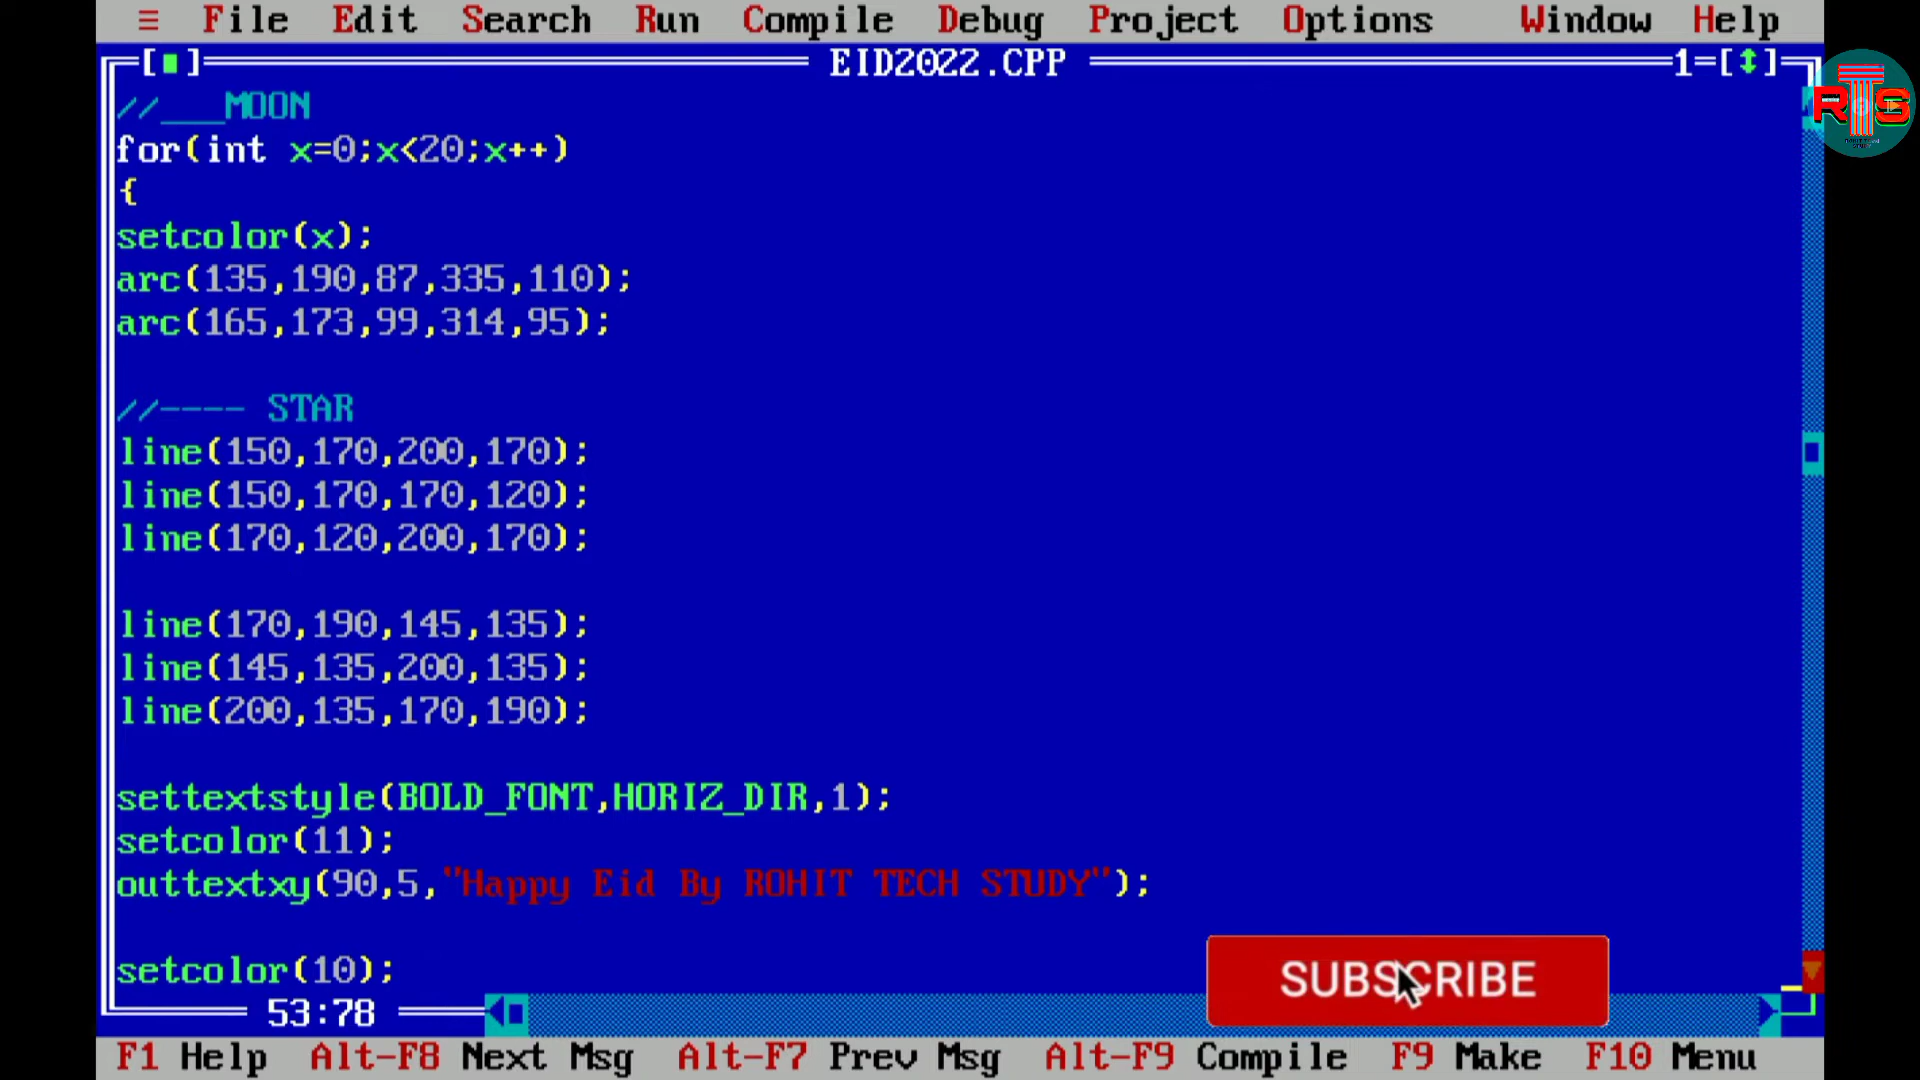 ≡ File Edit Search Run Compile Debug Project Options Window Help
[■] EID2022.CPP 1=[↕]
RTS
//___MOON
for(int x=0;x<20;x++)
{
setcolor(x);
arc(135,190,87,335,110);
arc(165,173,99,314,95);
//---- STAR
line(150,170,200,170);
line(150,170,170,120);
line(170,120,200,170);
line(170,190,145,135);
line(145,135,200,135);
line(200,135,170,190);
settextstyle(BOLD_FONT,HORIZ_DIR,1);
setcolor(11);
outtextxy(90,5,"Happy Eid By ROHIT TECH STUDY");
setcolor(10);
SUBSCRIBE
53:78
F1 Help Alt-F8 Next Msg Alt-F7 Prev Msg Alt-F9 Compile F9 Make F10 Menu